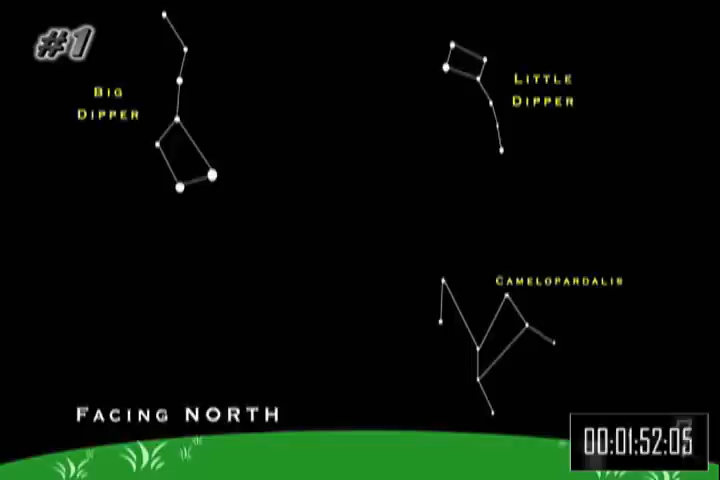 #1
BIG
DIPPER
LITTLE
DIPPER
CAMELOPARDALIS
FACING NORTH
00:01:52:05